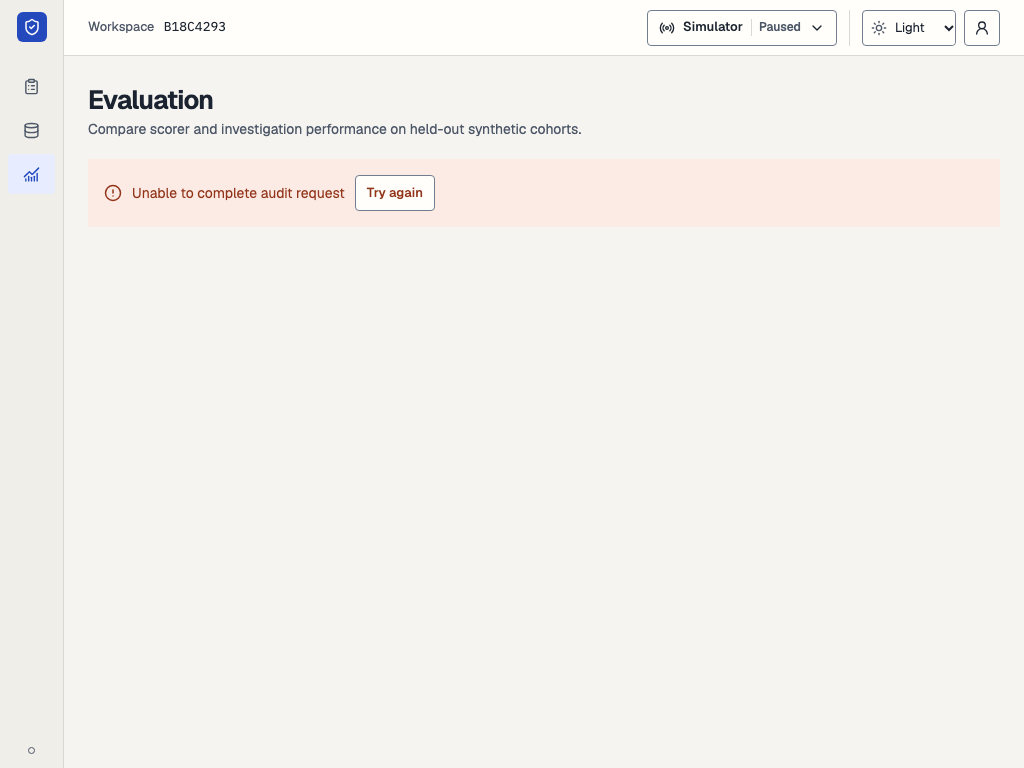 Workspace B18C4293
Simulator Paused
Light
Evaluation
Compare scorer and investigation performance on held-out synthetic cohorts.
Unable to complete audit request Try again